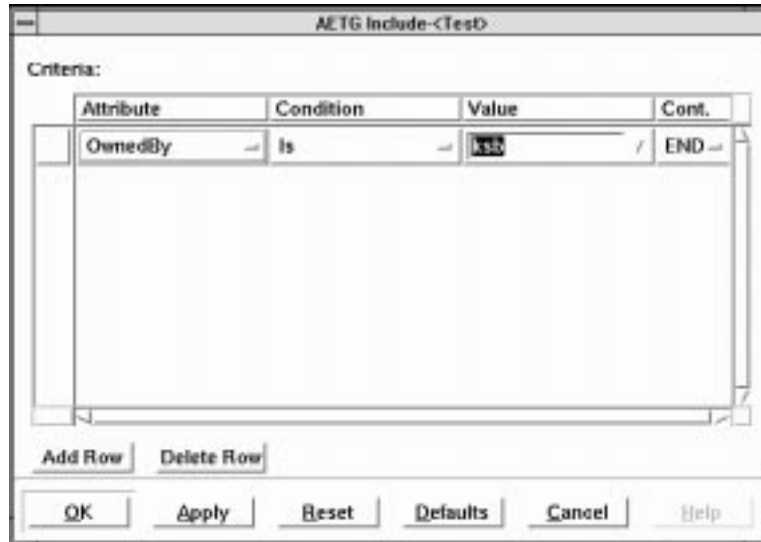 AETG Include-<Test>
Criteria:
Attribute Condition Value Cont.
OwnedBy Is ksb / END
Add Row Delete Row
OK Apply Reset Defaults Cancel Help